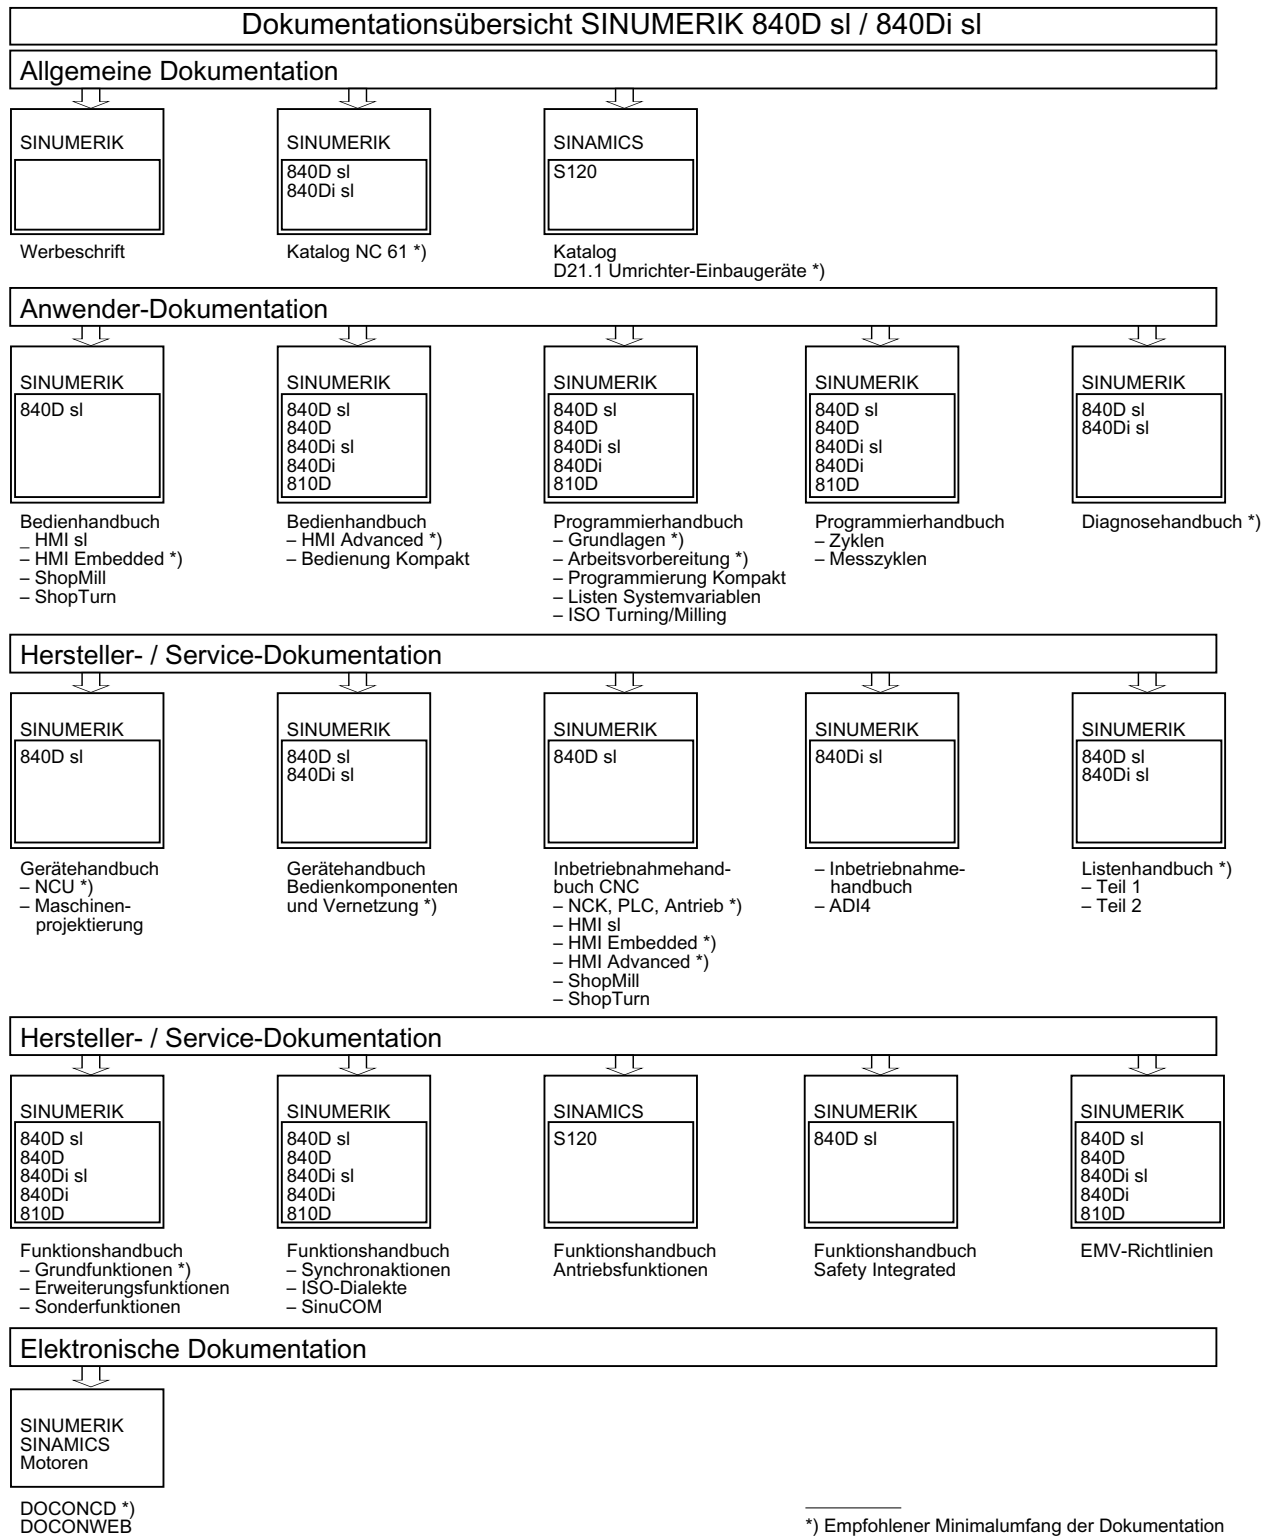 Dokumentationsübersicht SINUMERIK 840D sl / 840Di sl
Allgemeine Dokumentation
SINUMERIK
Werbeschrift
SINUMERIK
840D sl
840Di sl
Katalog NC 61 *)
SINAMICS
S120
Katalog
D21.1 Umrichter-Einbaugeräte *)
Anwender-Dokumentation
SINUMERIK
840D sl
Bedienhandbuch
_ HMI sl
– HMI Embedded *)
– ShopMill
– ShopTurn
SINUMERIK
840D sl
840D
840Di sl
840Di
810D
Bedienhandbuch
– HMI Advanced *)
– Bedienung Kompakt
SINUMERIK
840D sl
840D
840Di sl
840Di
810D
Programmierhandbuch
– Grundlagen *)
– Arbeitsvorbereitung *)
– Programmierung Kompakt
– Listen Systemvariablen
– ISO Turning/Milling
SINUMERIK
840D sl
840D
840Di sl
840Di
810D
Programmierhandbuch
– Zyklen
– Messzyklen
SINUMERIK
840D sl
840Di sl
Diagnosehandbuch *)
Hersteller- / Service-Dokumentation
SINUMERIK
840D sl
Gerätehandbuch
– NCU *)
– Maschinen-
projektierung
SINUMERIK
840D sl
840Di sl
Gerätehandbuch
Bedienkomponenten
und Vernetzung *)
SINUMERIK
840D sl
Inbetriebnahmehand-
buch CNC
– NCK, PLC, Antrieb *)
– HMI sl
– HMI Embedded *)
– HMI Advanced *)
– ShopMill
– ShopTurn
SINUMERIK
840Di sl
– Inbetriebnahme-
handbuch
– ADI4
SINUMERIK
840D sl
840Di sl
Listenhandbuch *)
– Teil 1
– Teil 2
Hersteller- / Service-Dokumentation
SINUMERIK
840D sl
840D
840Di sl
840Di
810D
Funktionshandbuch
– Grundfunktionen *)
– Erweiterungsfunktionen
– Sonderfunktionen
SINUMERIK
840D sl
840D
840Di sl
840Di
810D
Funktionshandbuch
– Synchronaktionen
– ISO-Dialekte
– SinuCOM
SINAMICS
S120
Funktionshandbuch
Antriebsfunktionen
SINUMERIK
840D sl
Funktionshandbuch
Safety Integrated
SINUMERIK
840D sl
840D
840Di sl
840Di
810D
EMV-Richtlinien
Elektronische Dokumentation
SINUMERIK
SINAMICS
Motoren
DOCONCD *)
DOCONWEB
*) Empfohlener Minimalumfang der Dokumentation